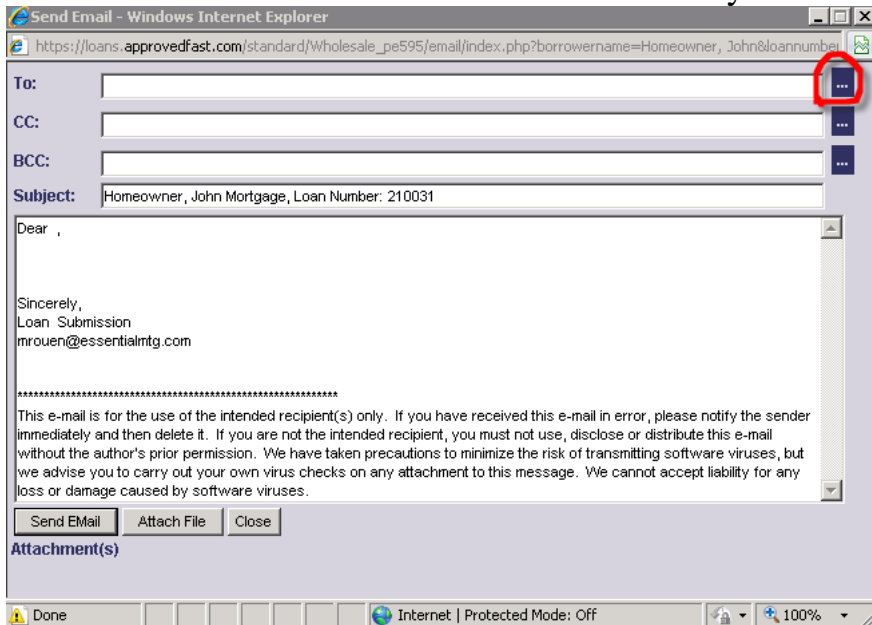 Send Email - Windows Internet Explorer
https://loans.approvedfast.com/standard/Wholesale_pe595/email/index.php?borrowername=Homeowner, John&loannumber
To:
...
CC:
...
BCC:
...
Subject: Homeowner, John Mortgage, Loan Number: 210031
Dear ,
Sincerely,
Loan Submission
mrouen@essentialmtg.com
*************************************************************
This e-mail is for the use of the intended recipient(s) only. If you have received this e-mail in error, please notify the sender
immediately and then delete it. If you are not the intended recipient, you must not use, disclose or distribute this e-mail
without the author's prior permission. We have taken precautions to minimize the risk of transmitting software viruses, but
we advise you to carry out your own virus checks on any attachment to this message. We cannot accept liability for any
loss or damage caused by software viruses.
Send EMail Attach File Close
Attachment(s)
Done Internet | Protected Mode: Off 100%